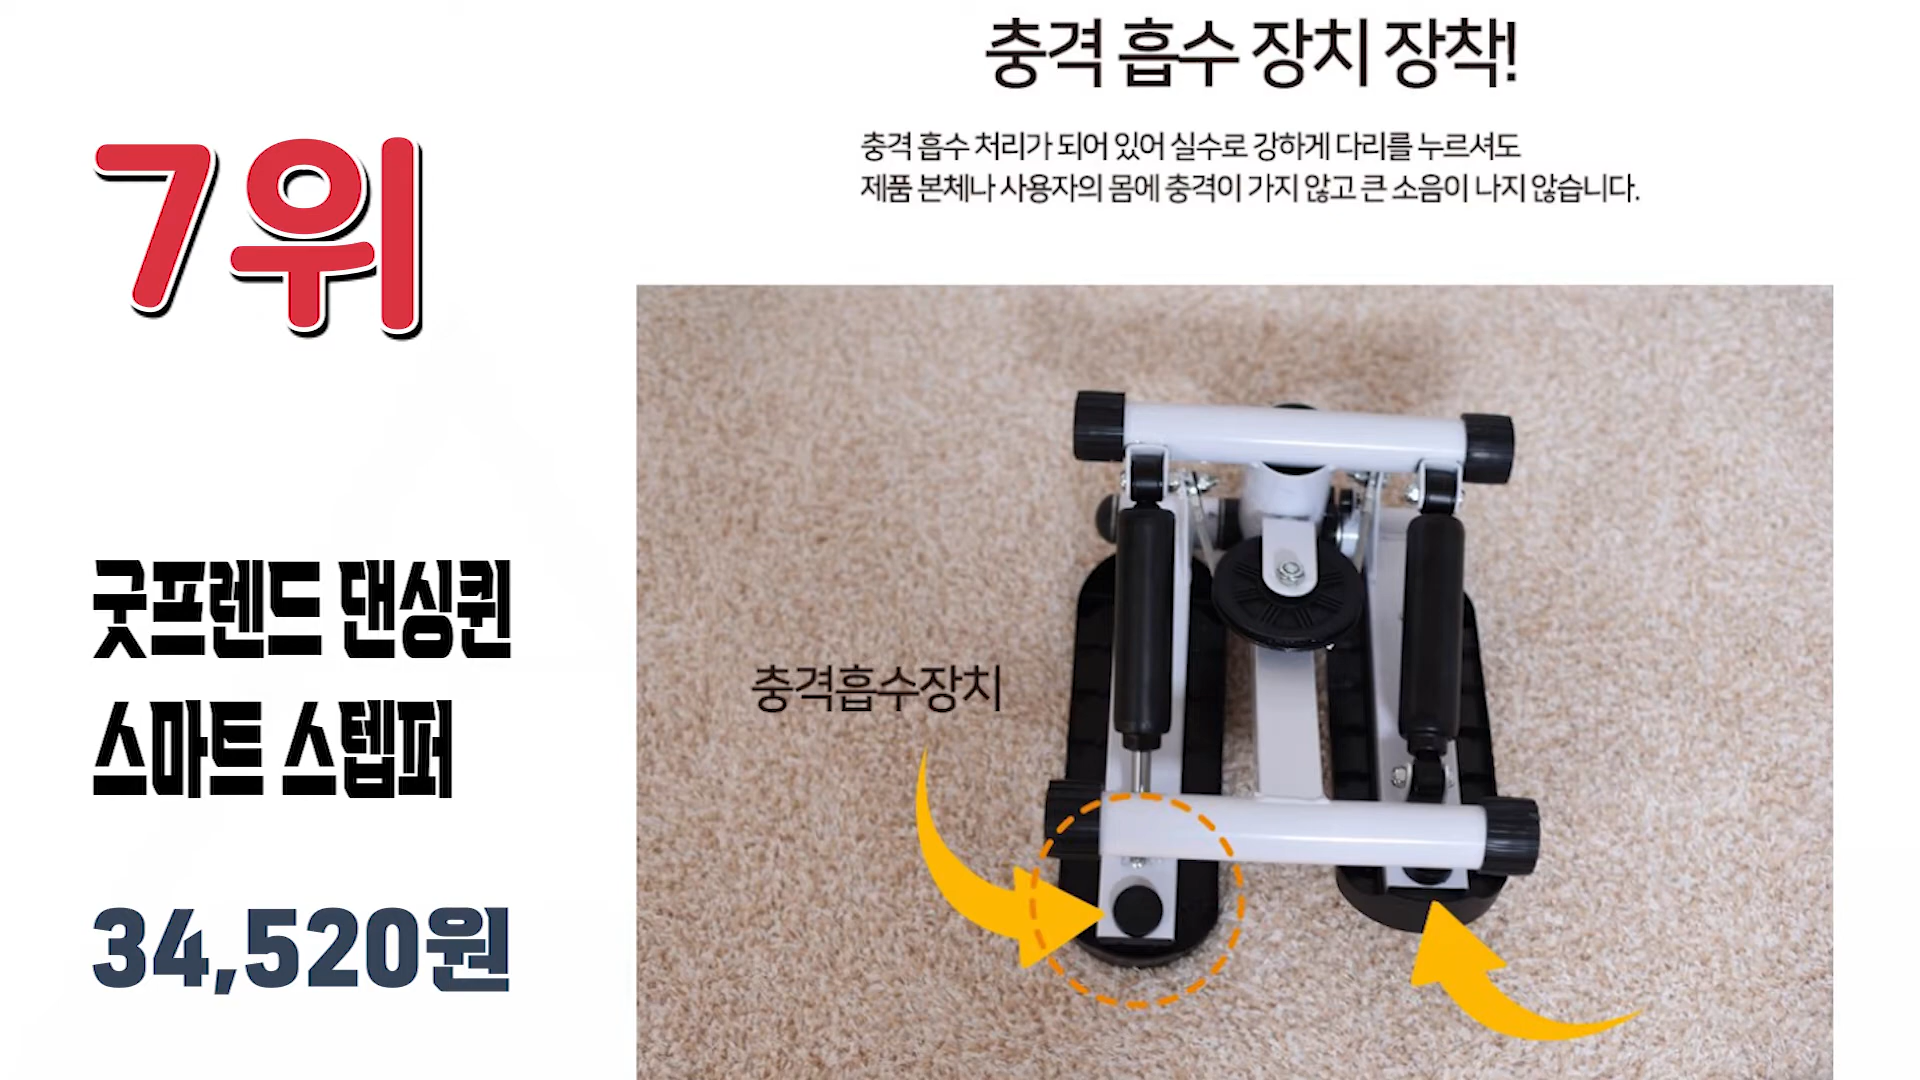 7위
굿프렌드 댄싱퀸
스마트 스텝퍼
34,520원
충격 흡수 장치 장착!
충격 흡수 처리가 되어 있어 실수로 강하게 다리를 누르셔도
제품 본체나 사용자의 몸에 충격이 가지 않고 큰 소음이 나지 않습니다.
충격흡수장치